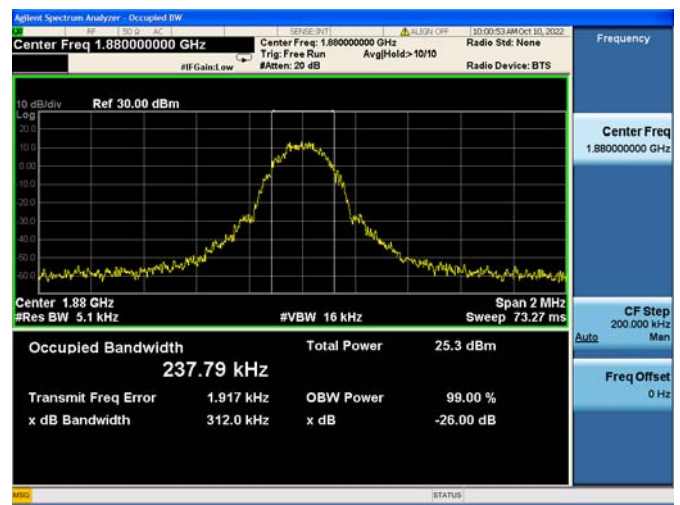 Agilent Spectrum Analyzer - Occupied BW
RF 50 Ω AC SENSE:INT ALIGN OFF 10:00:53 AM Oct 10, 2022
Center Freq 1.880000000 GHz
Center Freq: 1.880000000 GHz
Radio Std: None
Trig: Free Run Avg|Hold:> 10/10
#IFGain:Low #Atten: 20 dB Radio Device: BTS
Frequency
10 dB/div Ref 30.00 dBm
Log
20.0
10.0
0.00
-10.0
-20.0
-30.0
-40.0
-50.0
-60.0
Center Freq
1.880000000 GHz
Center 1.88 GHz Span 2 MHz
#Res BW 5.1 kHz #VBW 16 kHz Sweep 73.27 ms
CF Step
200.000 kHz
Auto Man
Freq Offset
0 Hz
Occupied Bandwidth Total Power 25.3 dBm
237.79 kHz
Transmit Freq Error 1.917 kHz OBW Power 99.00 %
x dB Bandwidth 312.0 kHz x dB -26.00 dB
MSG STATUS